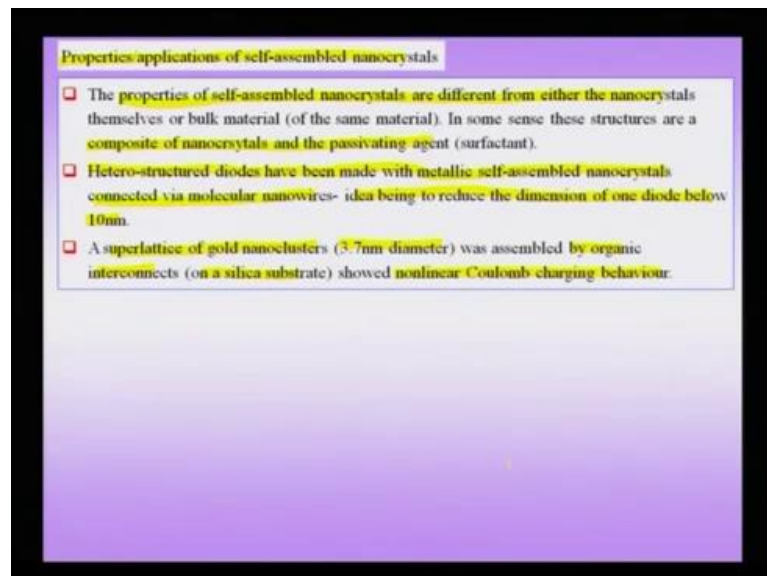 Properties/applications of self-assembled nanocrystals
The properties of self-assembled nanocrystals are different from either the nanocrystals
themselves or bulk material (of the same material). In some sense these structures are a
composite of nanocrsytals and the passivating agent (surfactant).
Hetero-structured diodes have been made with metallic self-assembled nanocrystals
connected via molecular nanowires- idea being to reduce the dimension of one diode below
10nm.
A superlattice of gold nanoclusters (3.7nm diameter) was assembled by organic
interconnects (on a silica substrate) showed nonlinear Coulomb charging behaviour.